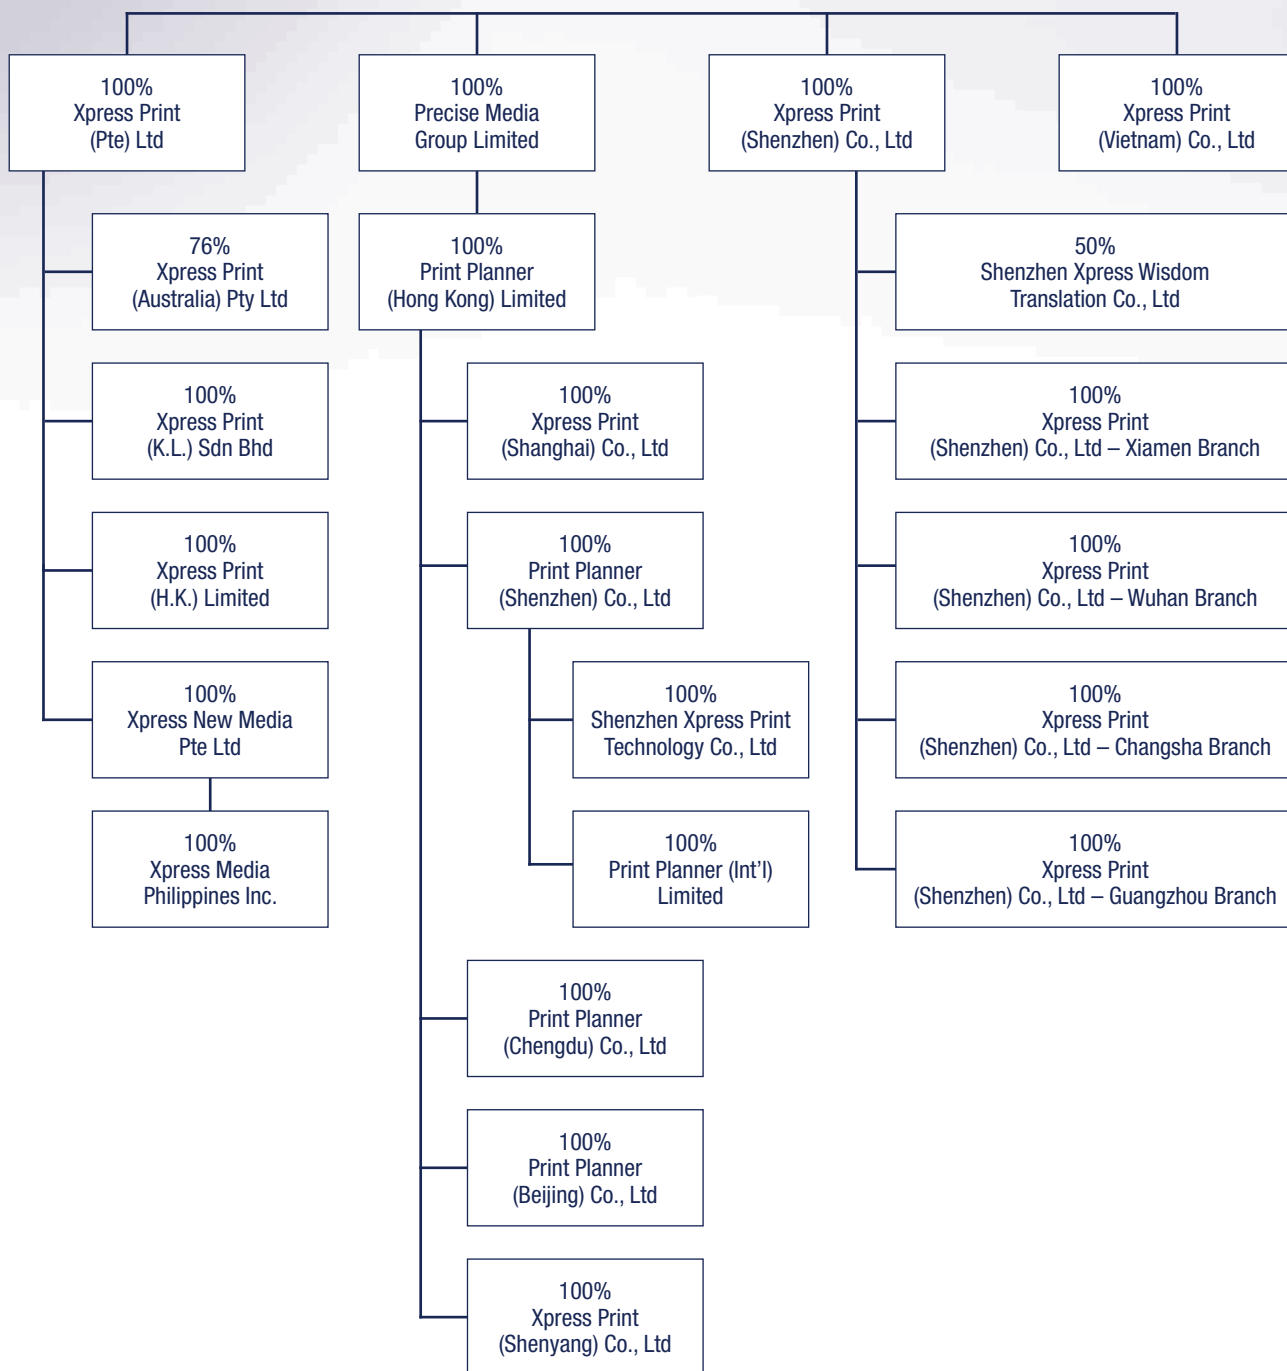 100%
Xpress Print
(Pte) Ltd
100%
Precise Media
Group Limited
100%
Xpress Print
(Shenzhen) Co., Ltd
100%
Xpress Print
(Vietnam) Co., Ltd
76%
Xpress Print
(Australia) Pty Ltd
100%
Xpress Print
(K.L.) Sdn Bhd
100%
Xpress Print
(H.K.) Limited
100%
Xpress New Media
Pte Ltd
100%
Xpress Media
Philippines Inc.
100%
Print Planner
(Hong Kong) Limited
100%
Xpress Print
(Shanghai) Co., Ltd
100%
Print Planner
(Shenzhen) Co., Ltd
100%
Shenzhen Xpress Print
Technology Co., Ltd
100%
Print Planner (Int’l)
Limited
100%
Print Planner
(Chengdu) Co., Ltd
100%
Print Planner
(Beijing) Co., Ltd
100%
Xpress Print
(Shenyang) Co., Ltd
50%
Shenzhen Xpress Wisdom
Translation Co., Ltd
100%
Xpress Print
(Shenzhen) Co., Ltd – Xiamen Branch
100%
Xpress Print
(Shenzhen) Co., Ltd – Wuhan Branch
100%
Xpress Print
(Shenzhen) Co., Ltd – Changsha Branch
100%
Xpress Print
(Shenzhen) Co., Ltd – Guangzhou Branch